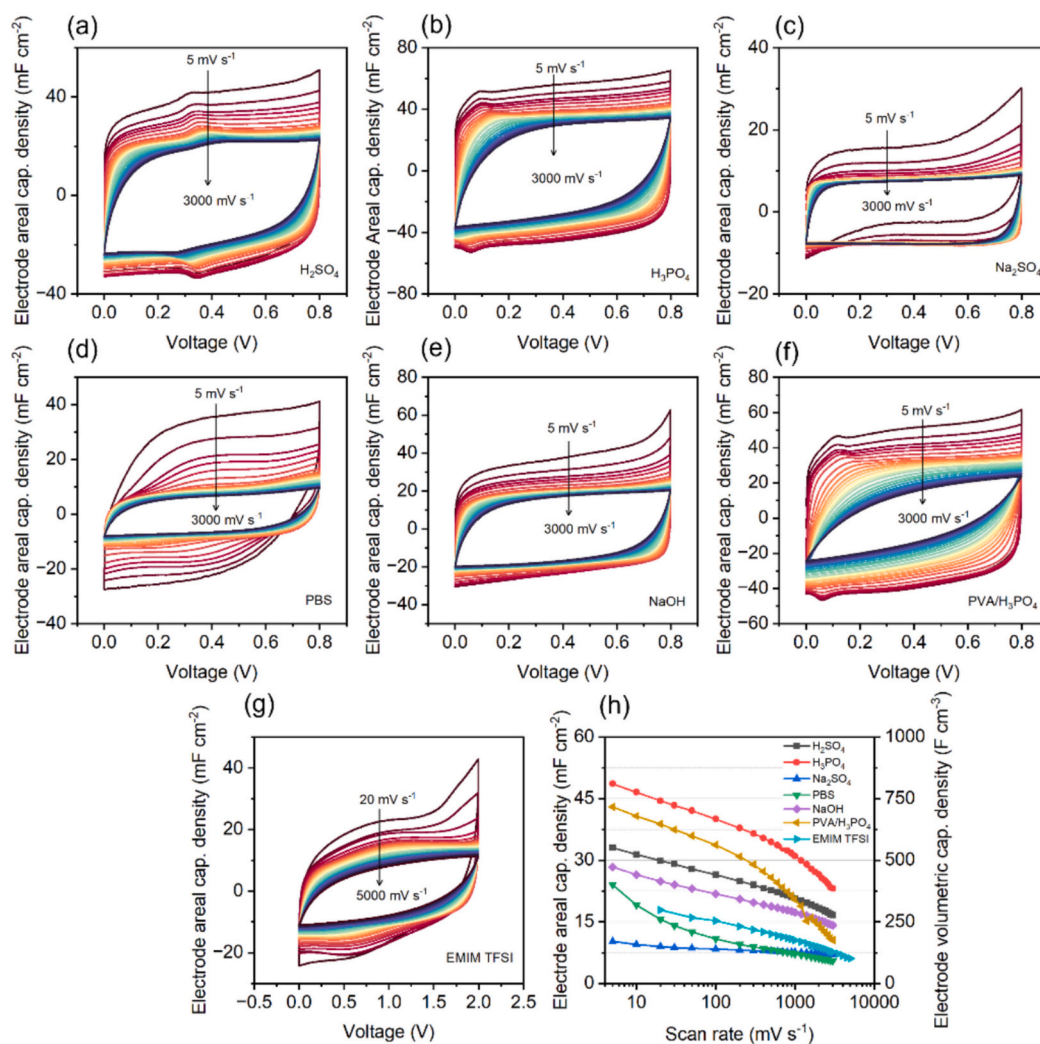 (a)
Electrode areal cap. density (mF cm⁻²)
40
20
0
−20
−40
5 mV s⁻¹
3000 mV s⁻¹
H₂SO₄
0.0 0.2 0.4 0.6 0.8
Voltage (V)
(b)
Electrode Areal cap. density (mF cm⁻²)
80
40
0
−40
−80
5 mV s⁻¹
3000 mV s⁻¹
H₃PO₄
0.0 0.2 0.4 0.6 0.8
Voltage (V)
(c)
Electrode areal cap. density (mF cm⁻²)
40
20
0
−20
5 mV s⁻¹
3000 mV s⁻¹
Na₂SO₄
0.0 0.2 0.4 0.6 0.8
Voltage (V)
(d)
Electrode areal cap. density (mF cm⁻²)
40
20
0
−20
−40
5 mV s⁻¹
3000 mV s⁻¹
PBS
0.0 0.2 0.4 0.6 0.8
Voltage (V)
(e)
Electrode areal cap. density (mF cm⁻²)
80
60
40
20
0
−20
−40
5 mV s⁻¹
3000 mV s⁻¹
NaOH
0.0 0.2 0.4 0.6 0.8
Voltage (V)
(f)
Electrode areal cap. density (mF cm⁻²)
80
60
40
20
0
−20
−40
−60
5 mV s⁻¹
3000 mV s⁻¹
PVA/H₃PO₄
0.0 0.2 0.4 0.6 0.8
Voltage (V)
(g)
Electrode areal cap. density (mF cm⁻²)
40
20
0
−20
20 mV s⁻¹
5000 mV s⁻¹
EMIM TFSI
0.0 0.5 1.0 1.5 2.0 2.5
Voltage (V)
(h)
Electrde areal cap. density (mF cm⁻²)
60
45
30
15
0
H₂SO₄
H₃PO₄
Na₂SO₄
PBS
NaOH
PVA/H₃PO₄
EMIM TFSI
1000
750
500
250
0
Electrode volumetric cap. density (F cm⁻³)
10 100 1000 10000
Scan rate (mV s⁻¹)